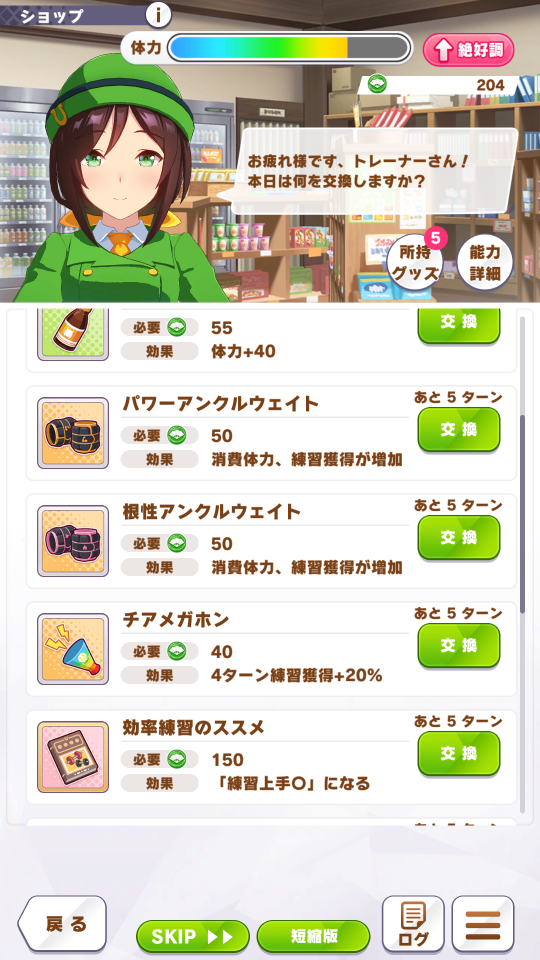 ショップ
i
体力
絶好調
204
お疲れ様です、トレーナーさん！
本日は何を交換しますか？
所持
グッズ
5
能力
詳細
必要 55
効果 体力+40
交換
パワーアンクルウェイト
あと 5 ターン
必要 50
効果 消費体力、練習獲得が増加
交換
根性アンクルウェイト
あと 5 ターン
必要 50
効果 消費体力、練習獲得が増加
交換
チアメガホン
あと 5 ターン
必要 40
効果 4ターン練習獲得+20%
交換
効率練習のススメ
あと 5 ターン
必要 150
効果 「練習上手〇」になる
交換
戻る
SKIP
短縮版
ログ